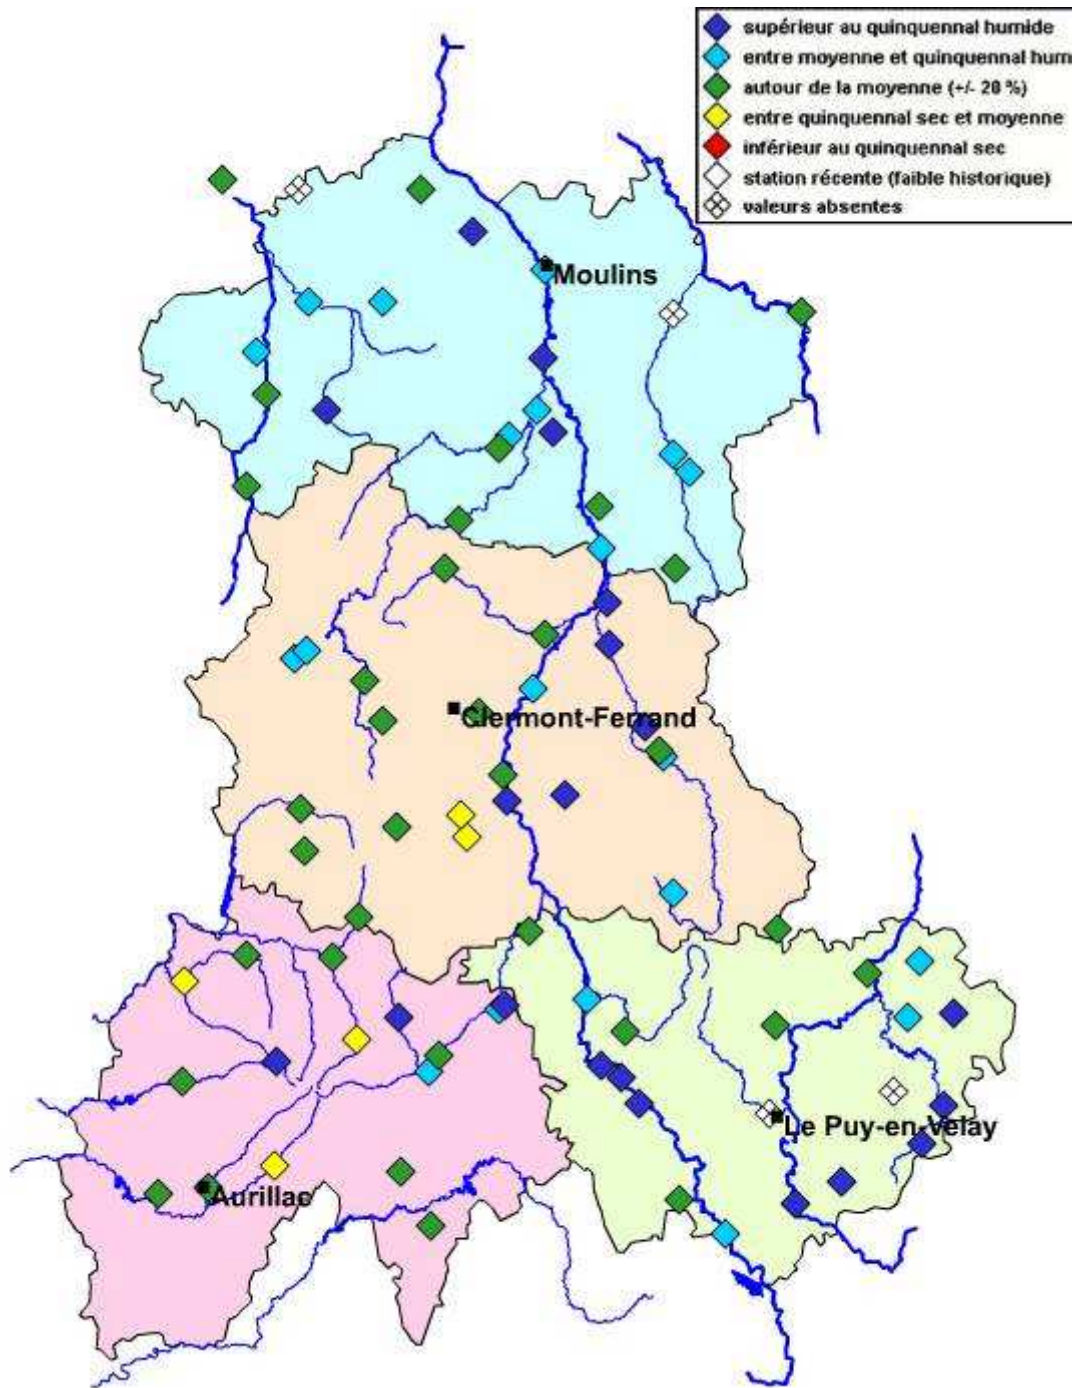 supérieur au quinquennal humide
entre moyenne et quinquennal hum
autour de la moyenne (+/- 20 %)
entre quinquennal sec et moyenne
inférieur au quinquennal sec
station récente (faible historique)
valeurs absentes
Moulins
Clermont-Ferrand
Le Puy-en-Velay
Aurillac